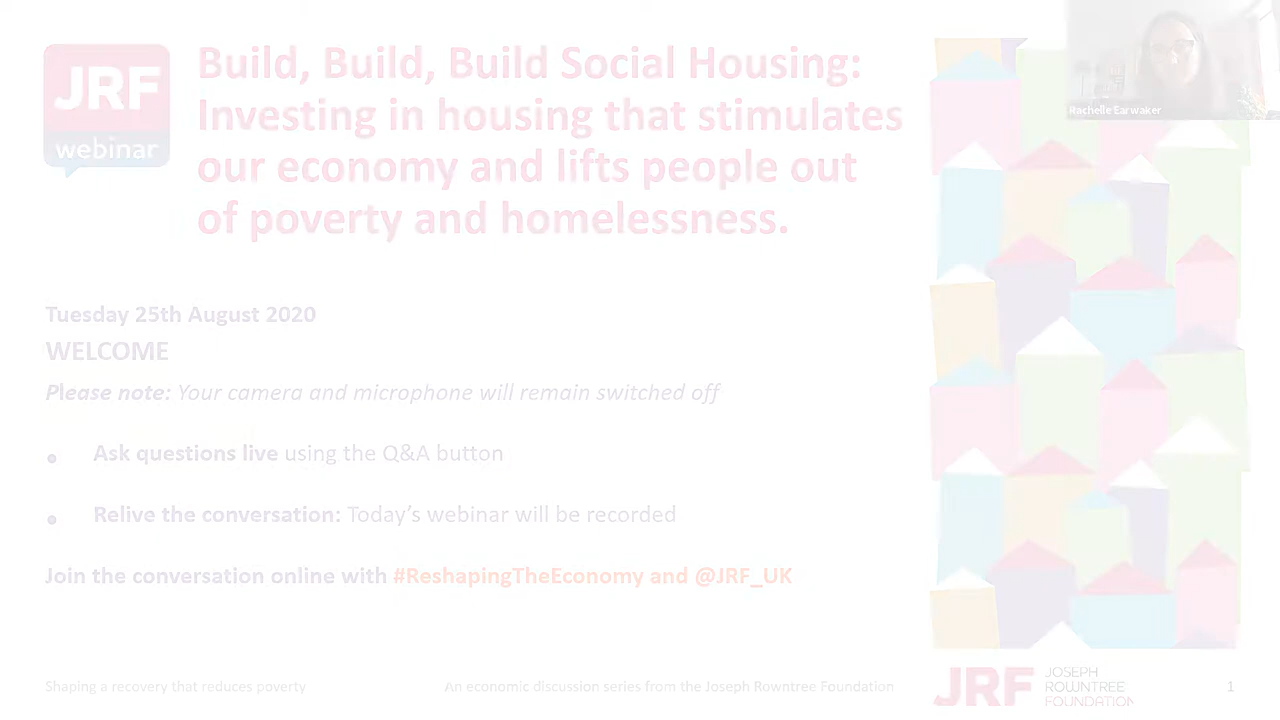 JRF
webinar
Build, Build, Build Social Housing:
Investing in housing that stimulates
our economy and lifts people out
of poverty and homelessness.
Rachelle Earwaker
Tuesday 25th August 2020
WELCOME
Please note: Your camera and microphone will remain switched off
• Ask questions live using the Q&A button
• Relive the conversation: Today's webinar will be recorded
Join the conversation online with #ReshapingTheEconomy and @JRF_UK
Shaping a recovery that reduces poverty
An economic discussion series from the Joseph Rowntree Foundation
JRF
JOSEPH
ROWNTREE
FOUNDATION
1